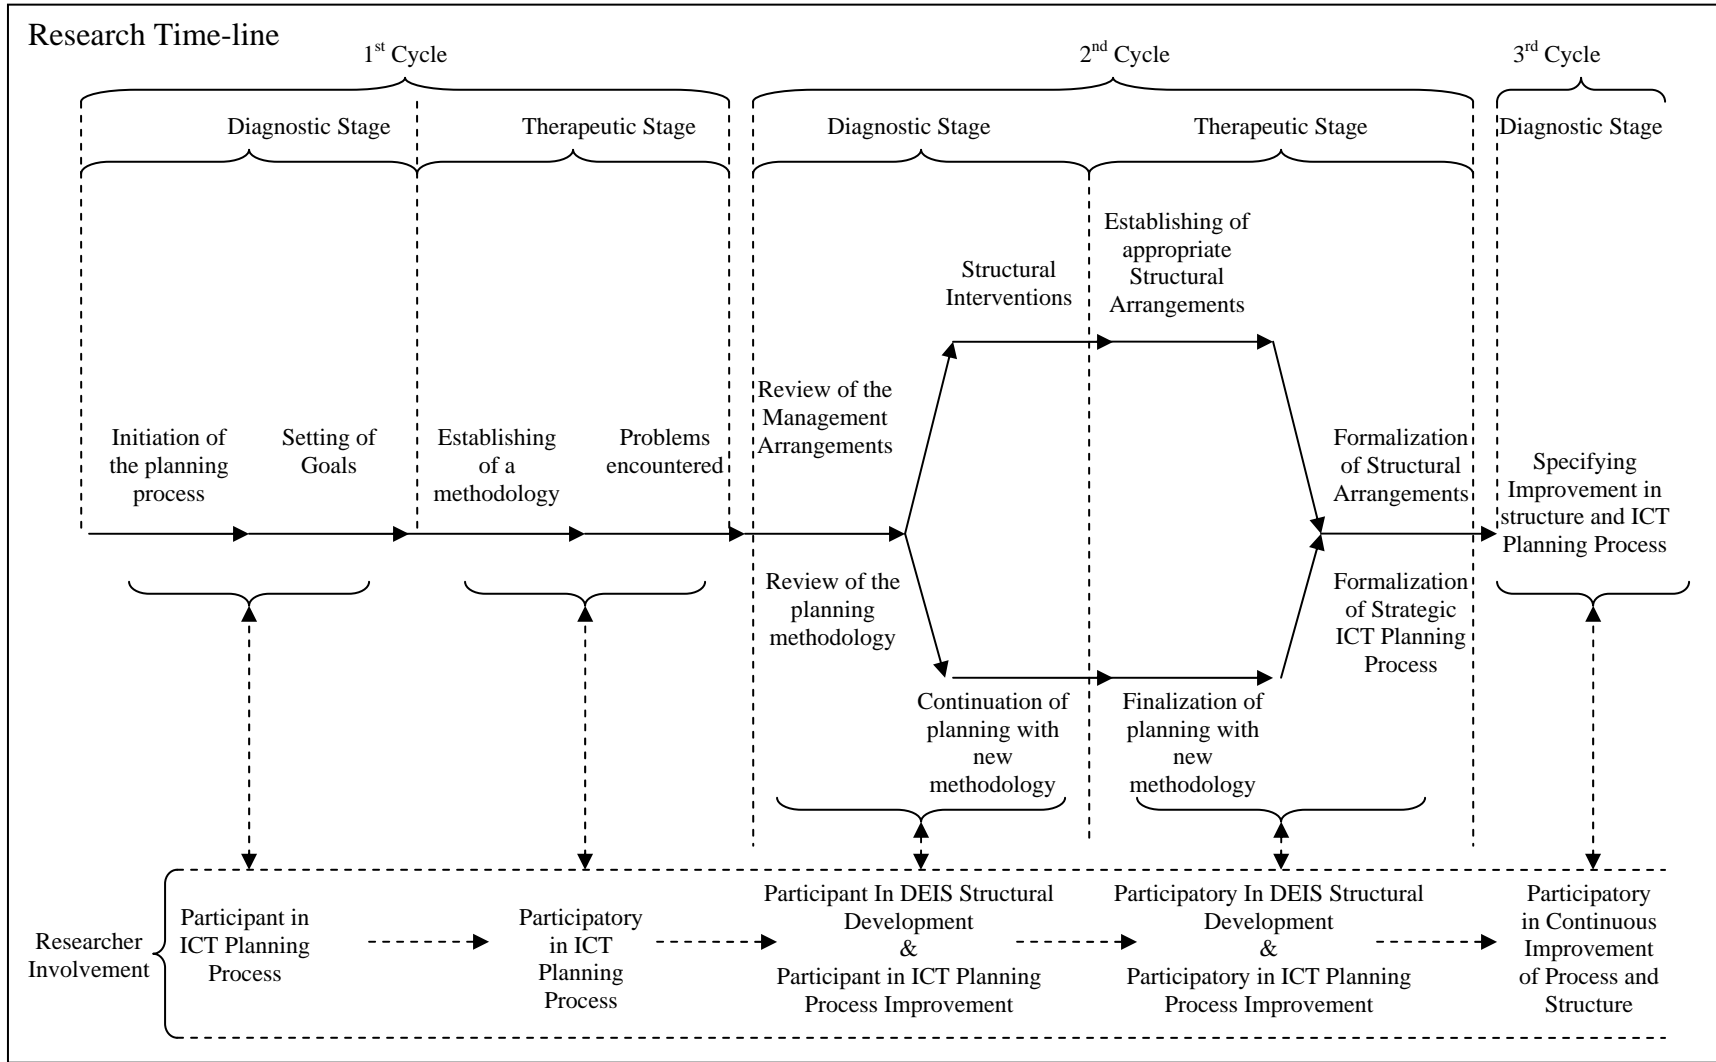 Research Time-line
1st Cycle
2nd Cycle
3rd Cycle
Diagnostic Stage
Therapeutic Stage
Diagnostic Stage
Therapeutic Stage
Diagnostic Stage
Initiation of
the planning
process
Setting of
Goals
Establishing
of a
methodology
Problems
encountered
Review of the
Management
Arrangements
Review of the
planning
methodology
Structural
Interventions
Establishing of
appropriate
Structural
Arrangements
Continuation of
planning with
new
methodology
Finalization of
planning with
new
methodology
Formalization
of Structural
Arrangements
Formalization
of Strategic
ICT Planning
Process
Specifying
Improvement in
structure and ICT
Planning Process
Researcher
Involvement
Participant in
ICT Planning
Process
Participatory
in ICT
Planning
Process
Participant In DEIS Structural
Development
&
Participant in ICT Planning
Process Improvement
Participatory In DEIS Structural
Development
&
Participatory in ICT Planning
Process Improvement
Participatory
in Continuous
Improvement
of Process and
Structure